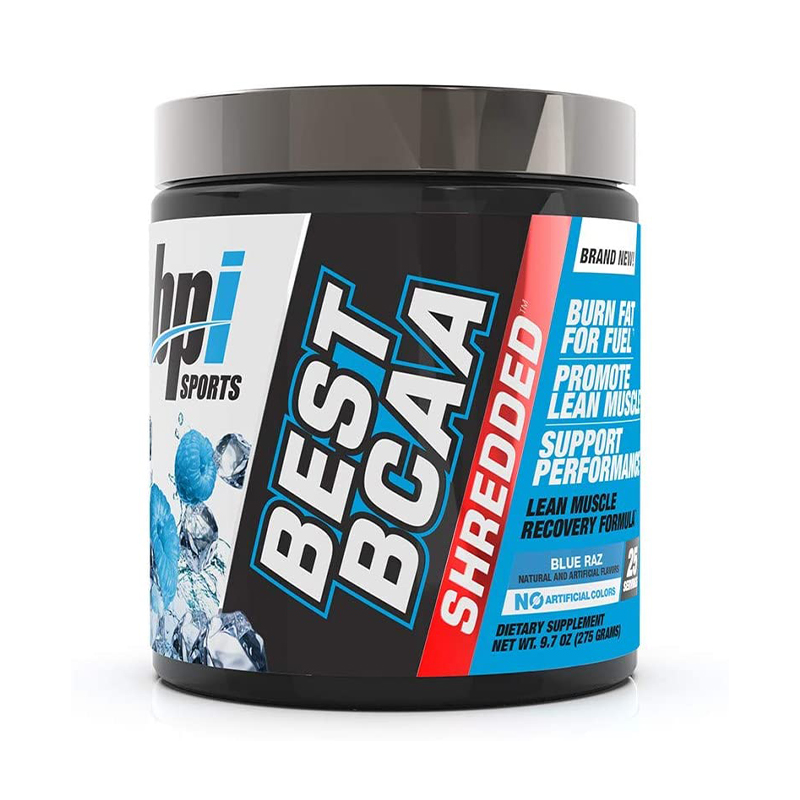 bpi
SPORTS
BEST
BCAA
SHREDDED™
BRAND NEW!
BURN FAT
FOR FUEL
PROMOTE
LEAN MUSCLE
SUPPORT
PERFORMANCE
LEAN MUSCLE
RECOVERY FORMULA
BLUE RAZ
NATURAL AND ARTIFICIAL FLAVORS
25
NO ARTIFICIAL COLORS
DIETARY SUPPLEMENT
NET WT. 9.7 OZ (275 GRAMS)